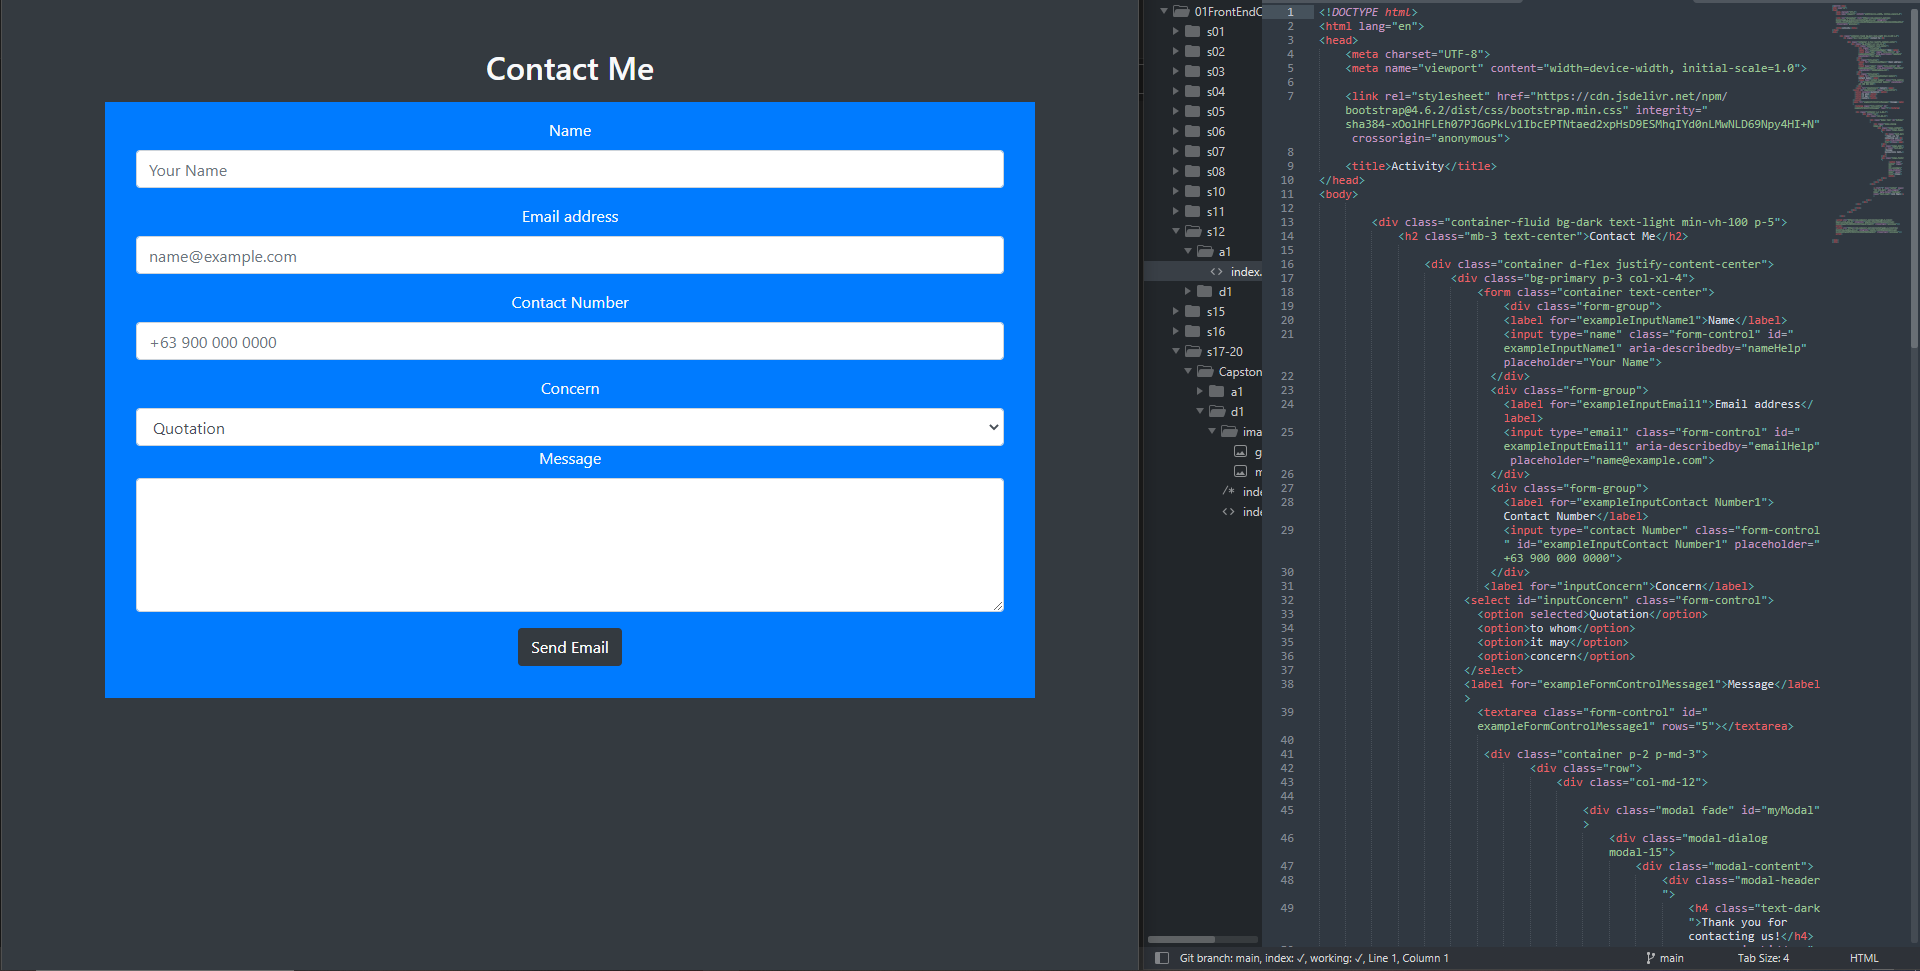 Contact Me
Name
Your Name
Email address
name@example.com
Contact Number
+63 900 000 0000
Concern
Quotation
Message
Send Email
01FrontEndC
s01
s02
s03
s04
s05
s06
s07
s08
s10
s11
s12
a1
index.
d1
s15
s16
s17-20
Capston
a1
d1
ima
g
m
/* inde
<> inde
1 <!DOCTYPE html>
2 <html lang="en">
3 <head>
4 <meta charset="UTF-8">
5 <meta name="viewport" content="width=device-width, initial-scale=1.0">
6
7 <link rel="stylesheet" href="https://cdn.jsdelivr.net/npm/
bootstrap@4.6.2/dist/css/bootstrap.min.css" integrity="
sha384-xOolHFLEh07PJGoPkLv1IbcEPTNtaed2xpHsD9ESMhqIYd0nLMwNLD69Npy4HI+N"
crossorigin="anonymous">
8
9 <title>Activity</title>
10 </head>
11 <body>
12
13 <div class="container-fluid bg-dark text-light min-vh-100 p-5">
14 <h2 class="mb-3 text-center">Contact Me</h2>
15
16 <div class="container d-flex justify-content-center">
17 <div class="bg-primary p-3 col-xl-4">
18 <form class="container text-center">
19 <div class="form-group">
20 <label for="exampleInputName1">Name</label>
21 <input type="name" class="form-control" id="
exampleInputName1" aria-describedby="nameHelp"
placeholder="Your Name">
22 </div>
23 <div class="form-group">
24 <label for="exampleInputEmail1">Email address</
label>
25 <input type="email" class="form-control" id="
exampleInputEmail1" aria-describedby="emailHelp"
placeholder="name@example.com">
26 </div>
27 <div class="form-group">
28 <label for="exampleInputContact Number1">
Contact Number</label>
29 <input type="contact Number" class="form-control
" id="exampleInputContact Number1" placeholder="
+63 900 000 0000">
30 </div>
31 <label for="inputConcern">Concern</label>
32 <select id="inputConcern" class="form-control">
33 <option selected>Quotation</option>
34 <option>to whom</option>
35 <option>it may</option>
36 <option>concern</option>
37 </select>
38 <label for="exampleFormControlMessage1">Message</label
>
39 <textarea class="form-control" id="
exampleFormControlMessage1" rows="5"></textarea>
40
41 <div class="container p-2 p-md-3">
42 <div class="row">
43 <div class="col-md-12">
44
45 <div class="modal fade" id="myModal"
>
46 <div class="modal-dialog
modal-15">
47 <div class="modal-content">
48 <div class="modal-header
">
49 <h4 class="text-dark
">Thank you for
contacting us!</h4>
Git branch: main, index: ✓, working: ✓, Line 1, Column 1
main
Tab Size: 4
HTML